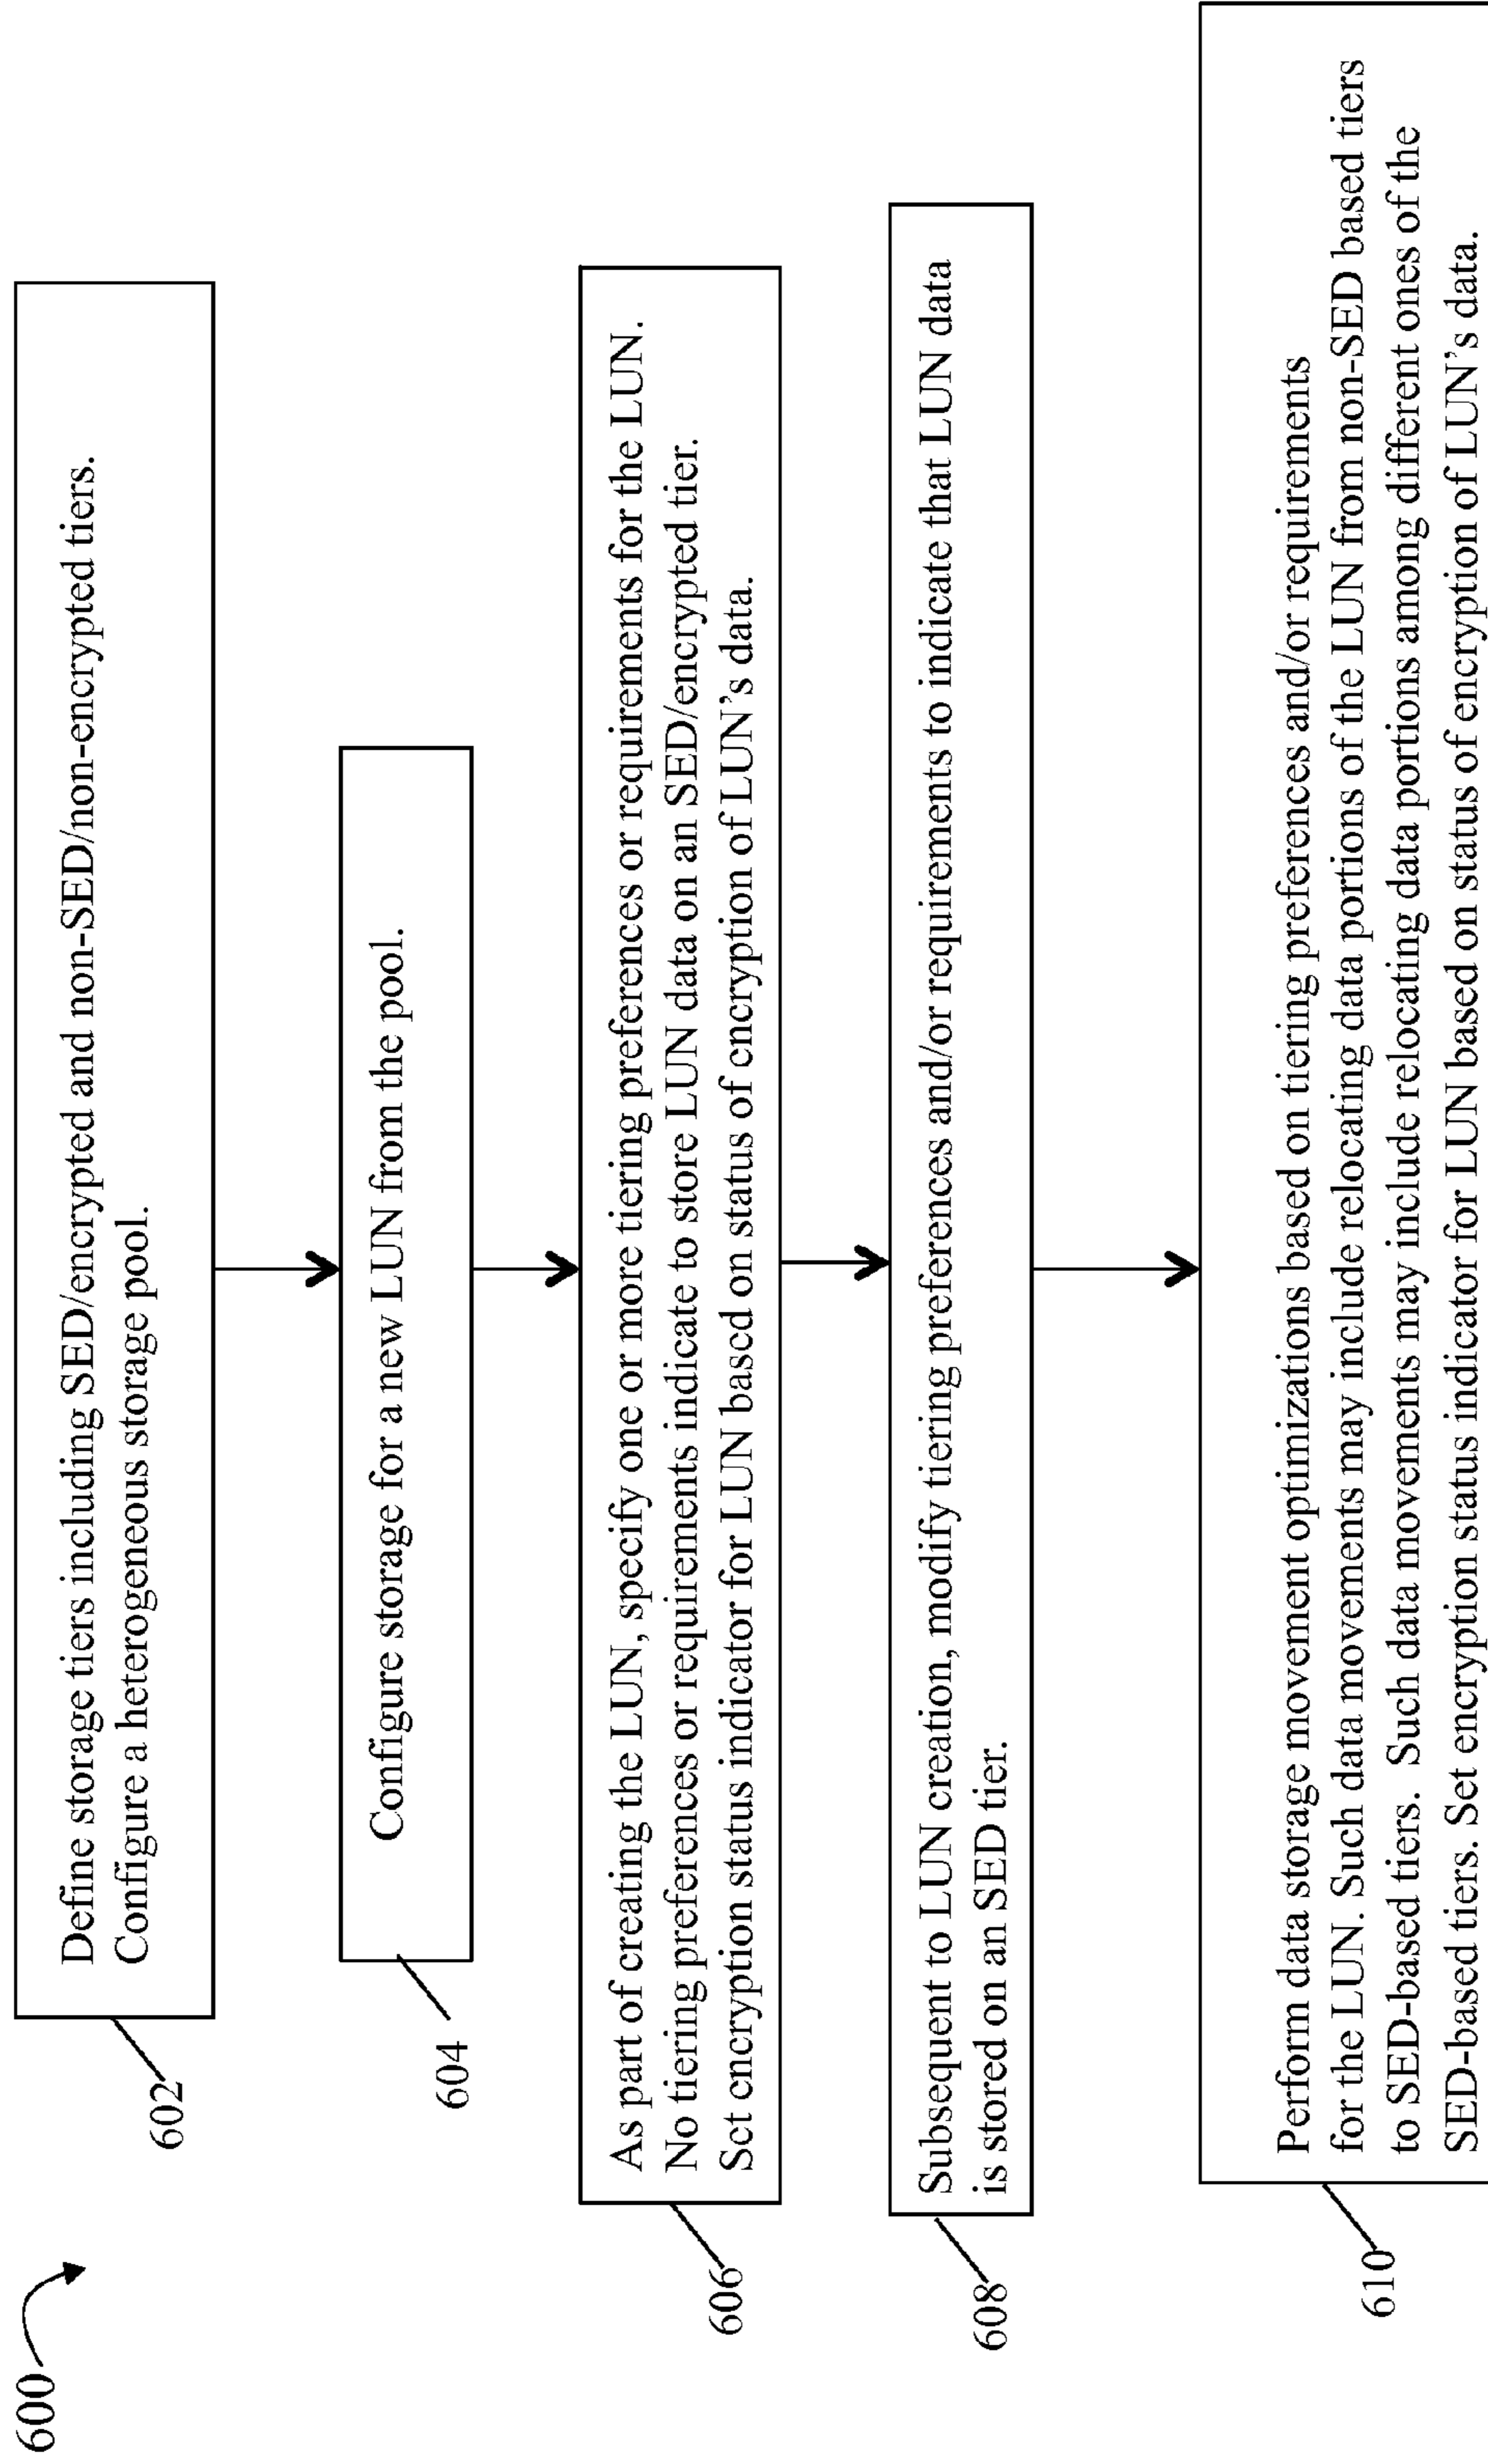 600
602
Define storage tiers including SED/encrypted and non-SED/non-encrypted tiers.
Configure a heterogeneous storage pool.
604
Configure storage for a new LUN from the pool.
606
As part of creating the LUN, specify one or more tiering preferences or requirements for the LUN.
No tiering preferences or requirements indicate to store LUN data on an SED/encrypted tier.
Set encryption status indicator for LUN based on status of encryption of LUN's data.
608
Subsequent to LUN creation, modify tiering preferences and/or requirements to indicate that LUN data
is stored on an SED tier.
610
Perform data storage movement optimizations based on tiering preferences and/or requirements
for the LUN. Such data movements may include relocating data portions of the LUN from non-SED based tiers
to SED-based tiers. Such data movements may include relocating data portions among different ones of the
SED-based tiers. Set encryption status indicator for LUN based on status of encryption of LUN's data.